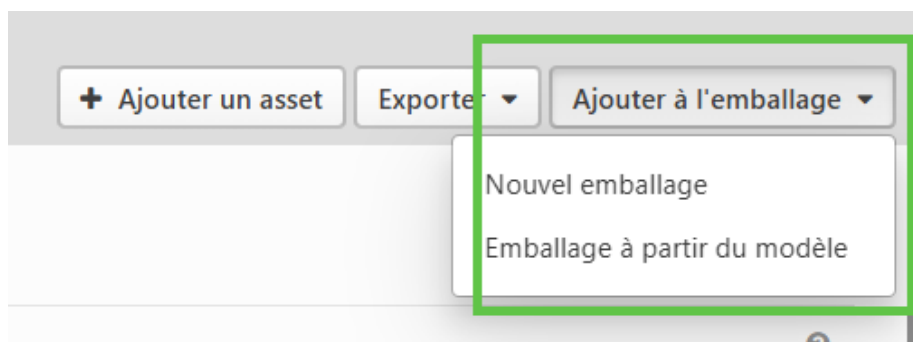 + Ajouter un asset Exporter Ajouter à l'emballage
Nouvel emballage
Emballage à partir du modèle